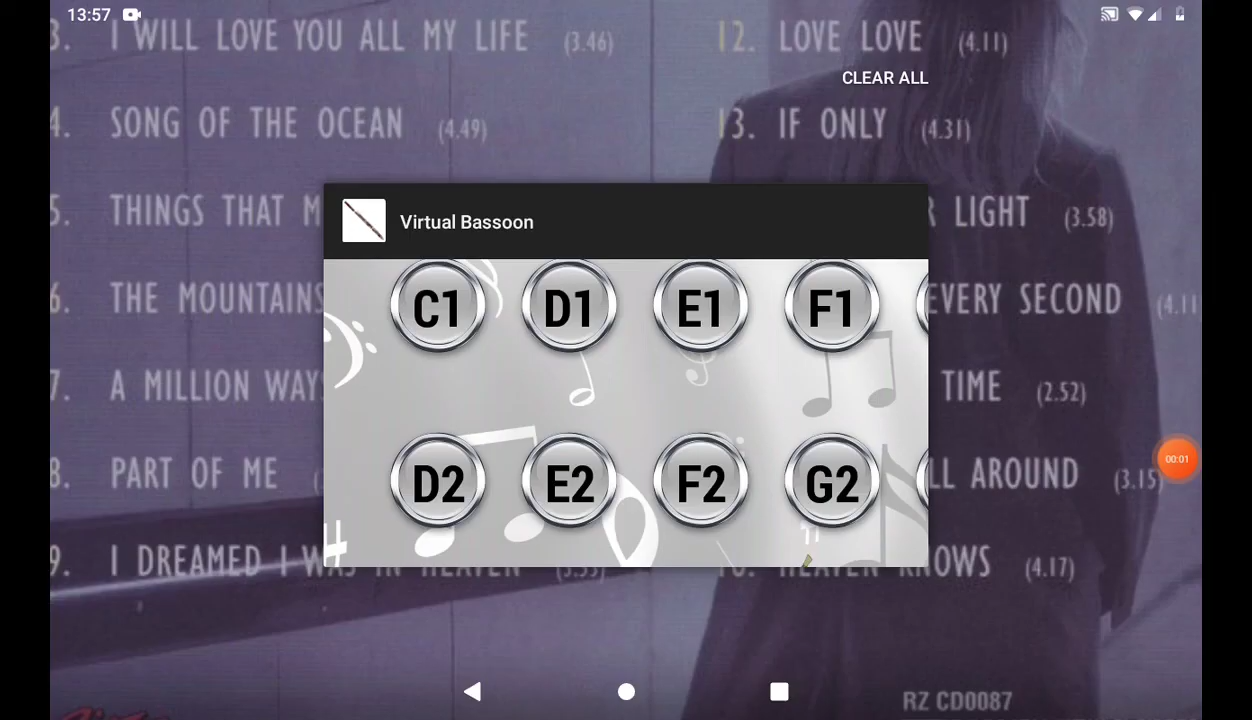 13:57
3. I WILL LOVE YOU ALL MY LIFE (3.46)
12. LOVE LOVE (4.11)
CLEAR ALL
4. SONG OF THE OCEAN (4.49)
13. IF ONLY (4.31)
5. THINGS THAT M
LIGHT (3.58)
Virtual Bassoon
6. THE MOUNTAINS
EVERY SECOND (4.11
C1 D1 E1 F1
7. A MILLION WAYS
TIME (2.52)
8. PART OF ME
LL AROUND (3.15)
00:01
D2 E2 F2 G2
9. I DREAMED I WAS IN HEAVEN (3.53)
HEAVEN KNOWS (4.17)
RZ CD0087